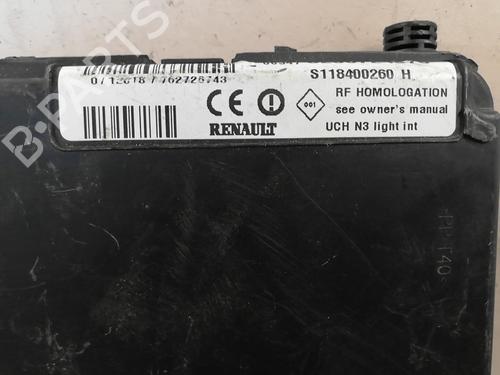 S118400260 H
RF HOMOLOGATION
001
see owner's manual
RENAULT
UCH N3 light int
B-PARTS